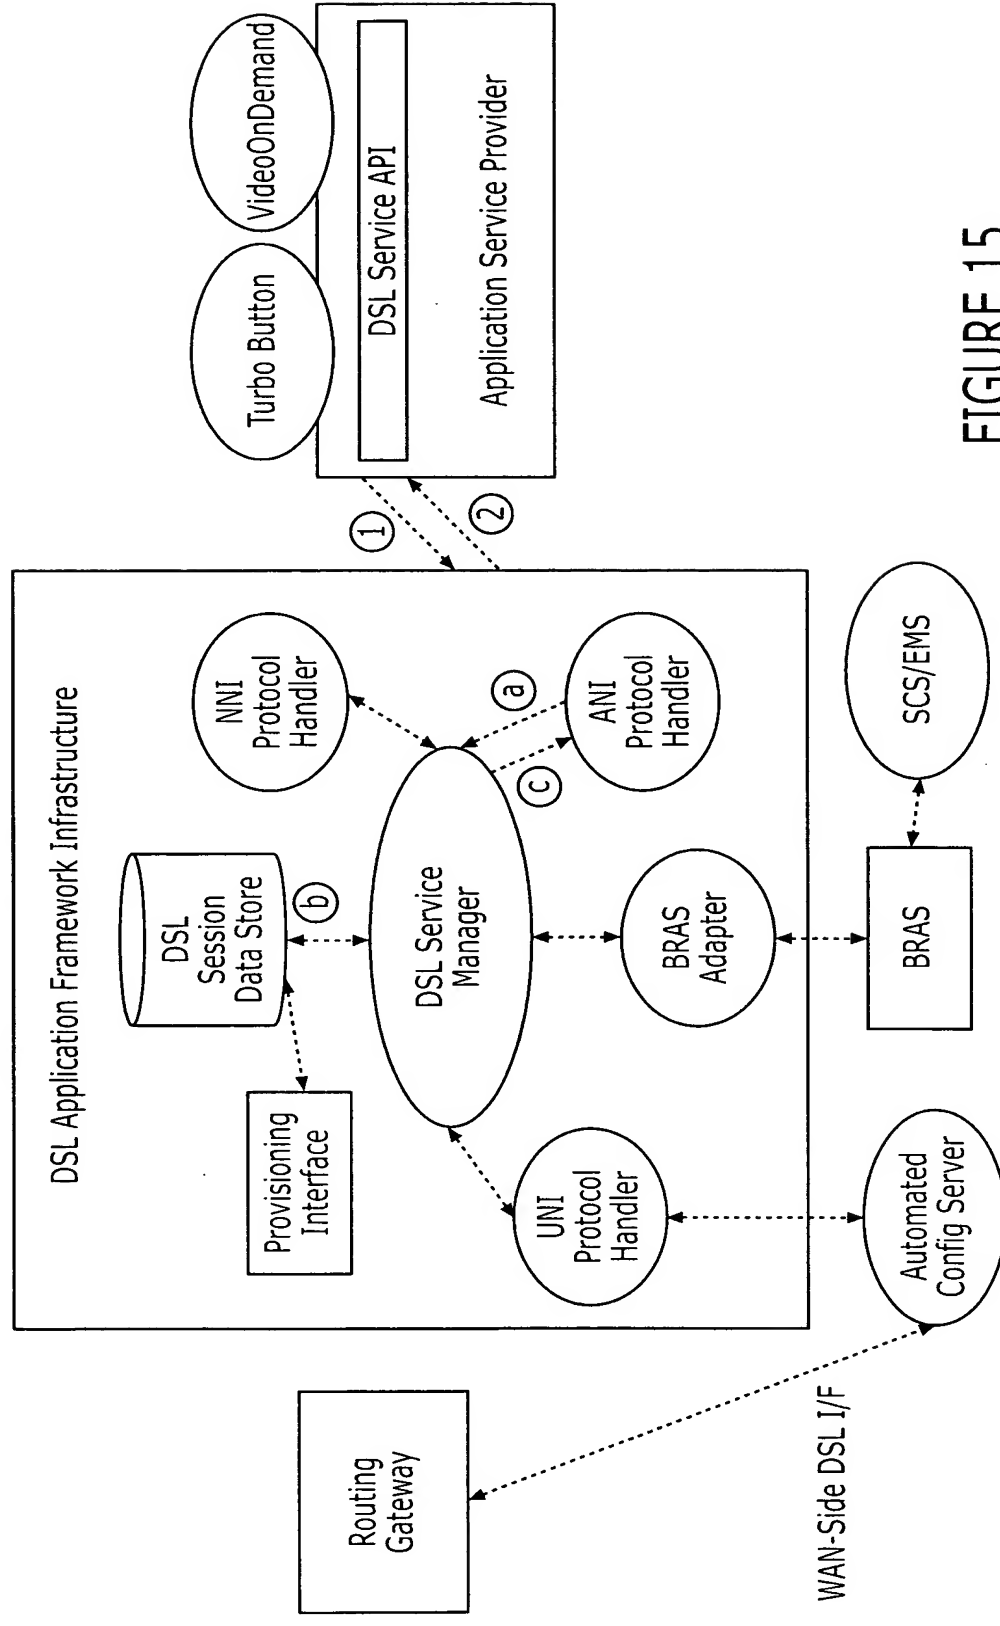 DSL Application Framework Infrastructure
Routing
Gateway
Provisioning
Interface
DSL
Session
Data Store
b
NNI
Protocol
Handler
DSL Service
Manager
a
c
UNI
Protocol
Handler
BRAS
Adapter
ANI
Protocol
Handler
1
2
Turbo Button
VideoOnDemand
DSL Service API
Application Service Provider
WAN-Side DSL I/F
Automated
Config Server
BRAS
SCS/EMS
FIGURE 15